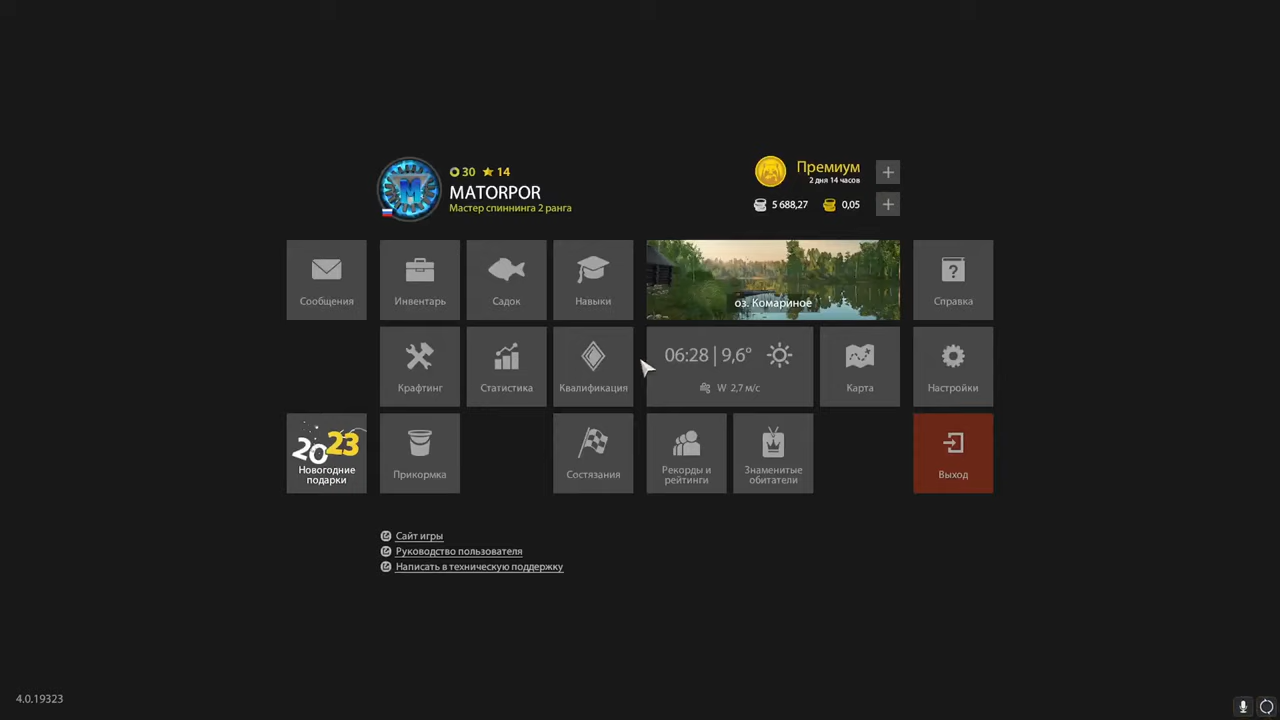 30 14
MATORPOR
Мастер спиннинга 2 ранга
Премиум
2 дня 14 часов
5 688,27 0,05
Сообщения
Инвентарь
Садок
Навыки
оз. Комариное
Справка
Крафтинг
Статистика
Квалификация
06:28 | 9,6°
W 2,7 м/с
Карта
Настройки
2023
Новогодние
подарки
Прикормка
Состязания
Рекорды и
рейтинги
Знаменитые
обитатели
Выход
Сайт игры
Руководство пользователя
Написать в техническую поддержку
4.0.19323